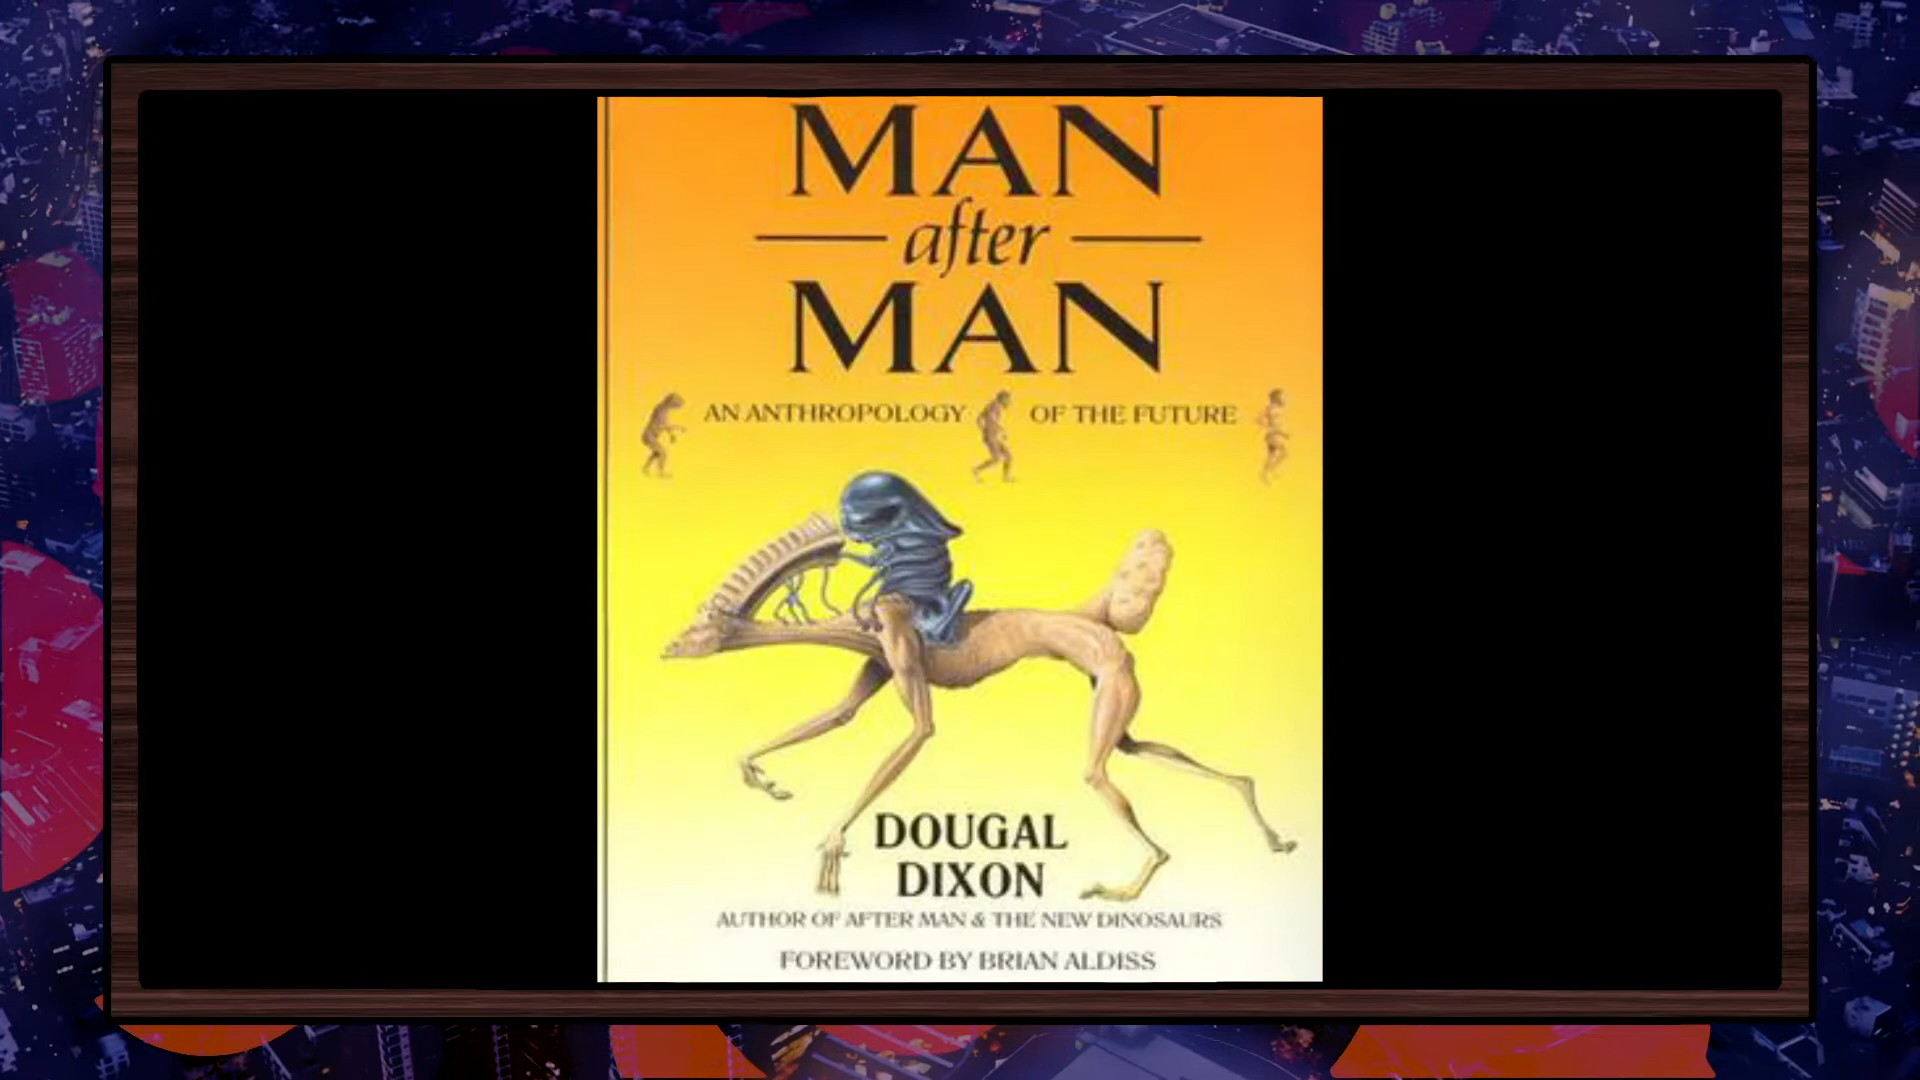 MAN
after
MAN
AN ANTHROPOLOGY OF THE FUTURE
DOUGAL
DIXON
AUTHOR OF AFTER MAN & THE NEW DINOSAURS
FOREWORD BY BRIAN ALDISS